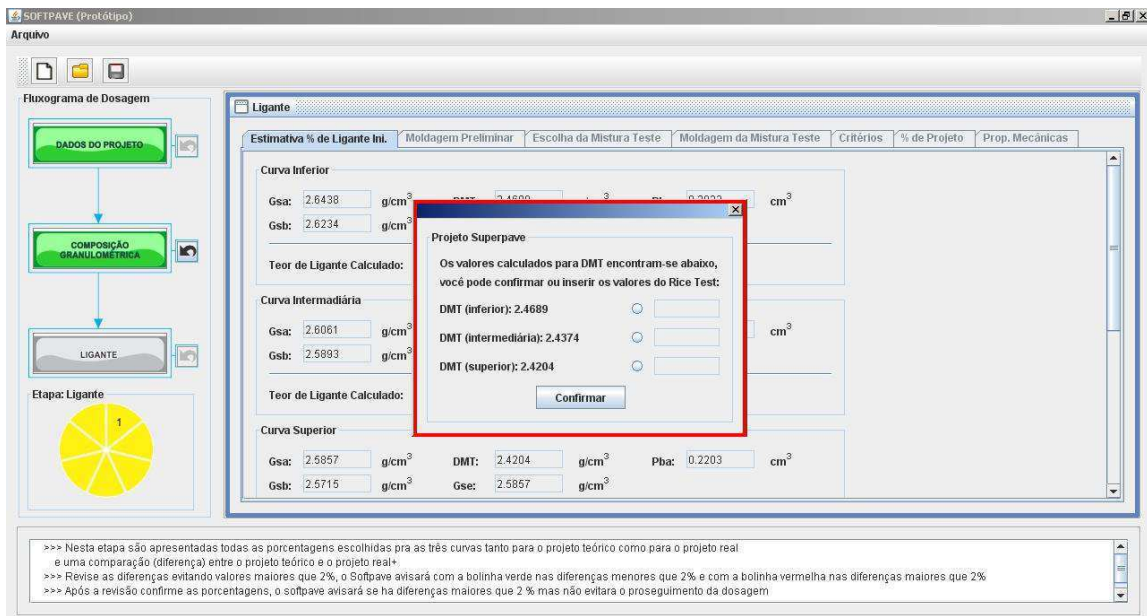 SOFTPAVE (Protótipo)
Arquivo
Fluxograma de Dosagem
DADOS DO PROJETO
COMPOSIÇÃO
GRANULOMÉTRICA
LIGANTE
Etapa: Ligante
1
Ligante
Estimativa % de Ligante Ini. Moldagem Preliminar Escolha da Mistura Teste Moldagem da Mistura Teste Critérios % de Projeto Prop. Mecânicas
Curva Inferior
Gsa: 2.6438 g/cm3 cm3
Gsb: 2.6234 g/cm3
Teor de Ligante Calculado:
Curva Intermadiária
Gsa: 2.6061 g/cm3 cm3
Gsb: 2.5893 g/cm3
Teor de Ligante Calculado:
Curva Superior
Gsa: 2.5857 g/cm3 DMT: 2.4204 g/cm3 Pba: 0.2203 cm3
Gsb: 2.5715 g/cm3 Gse: 2.5857 g/cm3
Projeto Superpave
Os valores calculados para DMT encontram-se abaixo,
você pode confirmar ou inserir os valores do Rice Test:
DMT (inferior): 2.4689
DMT (intermediária): 2.4374
DMT (superior): 2.4204
Confirmar
>>> Nesta etapa são apresentadas todas as porcentagens escolhidas pra as três curvas tanto para o projeto teórico como para o projeto real
e uma comparação (diferença) entre o projeto teórico e o projeto real+
>>> Revise as diferenças evitando valores maiores que 2%, o Softpave avisará com a bolinha verde nas diferenças menores que 2% e com a bolinha vermelha nas diferenças maiores que 2%
>>> Após a revisão confirme as porcentagens, o softpave avisará se ha diferenças maiores que 2 % mas não evitara o proseguimento da dosagem